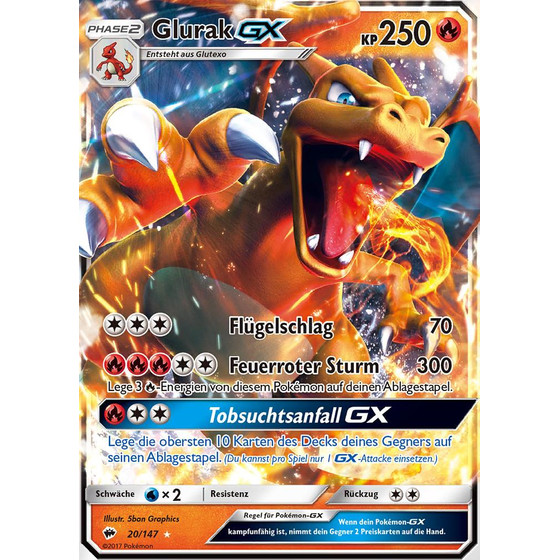 PHASE2 Glurak GX KP250
Entsteht aus Glutexo
Flügelschlag 70
Feuerroter Sturm 300
Lege 3 -Energien von diesem Pokémon auf deinen Ablagestapel.
Tobsuchtsanfall GX
Lege die obersten 10 Karten des Decks deines Gegners auf
seinen Ablagestapel. (Du kannst pro Spiel nur 1 GX-Attacke einsetzen.)
Schwäche ×2 Resistenz Rückzug
Illustr. 5ban Graphics
20/147
©2017 Pokémon
Regel für Pokémon-GX
Wenn dein Pokémon-GX
kampfunfähig ist, nimmt dein Gegner 2 Preiskarten auf die Hand.